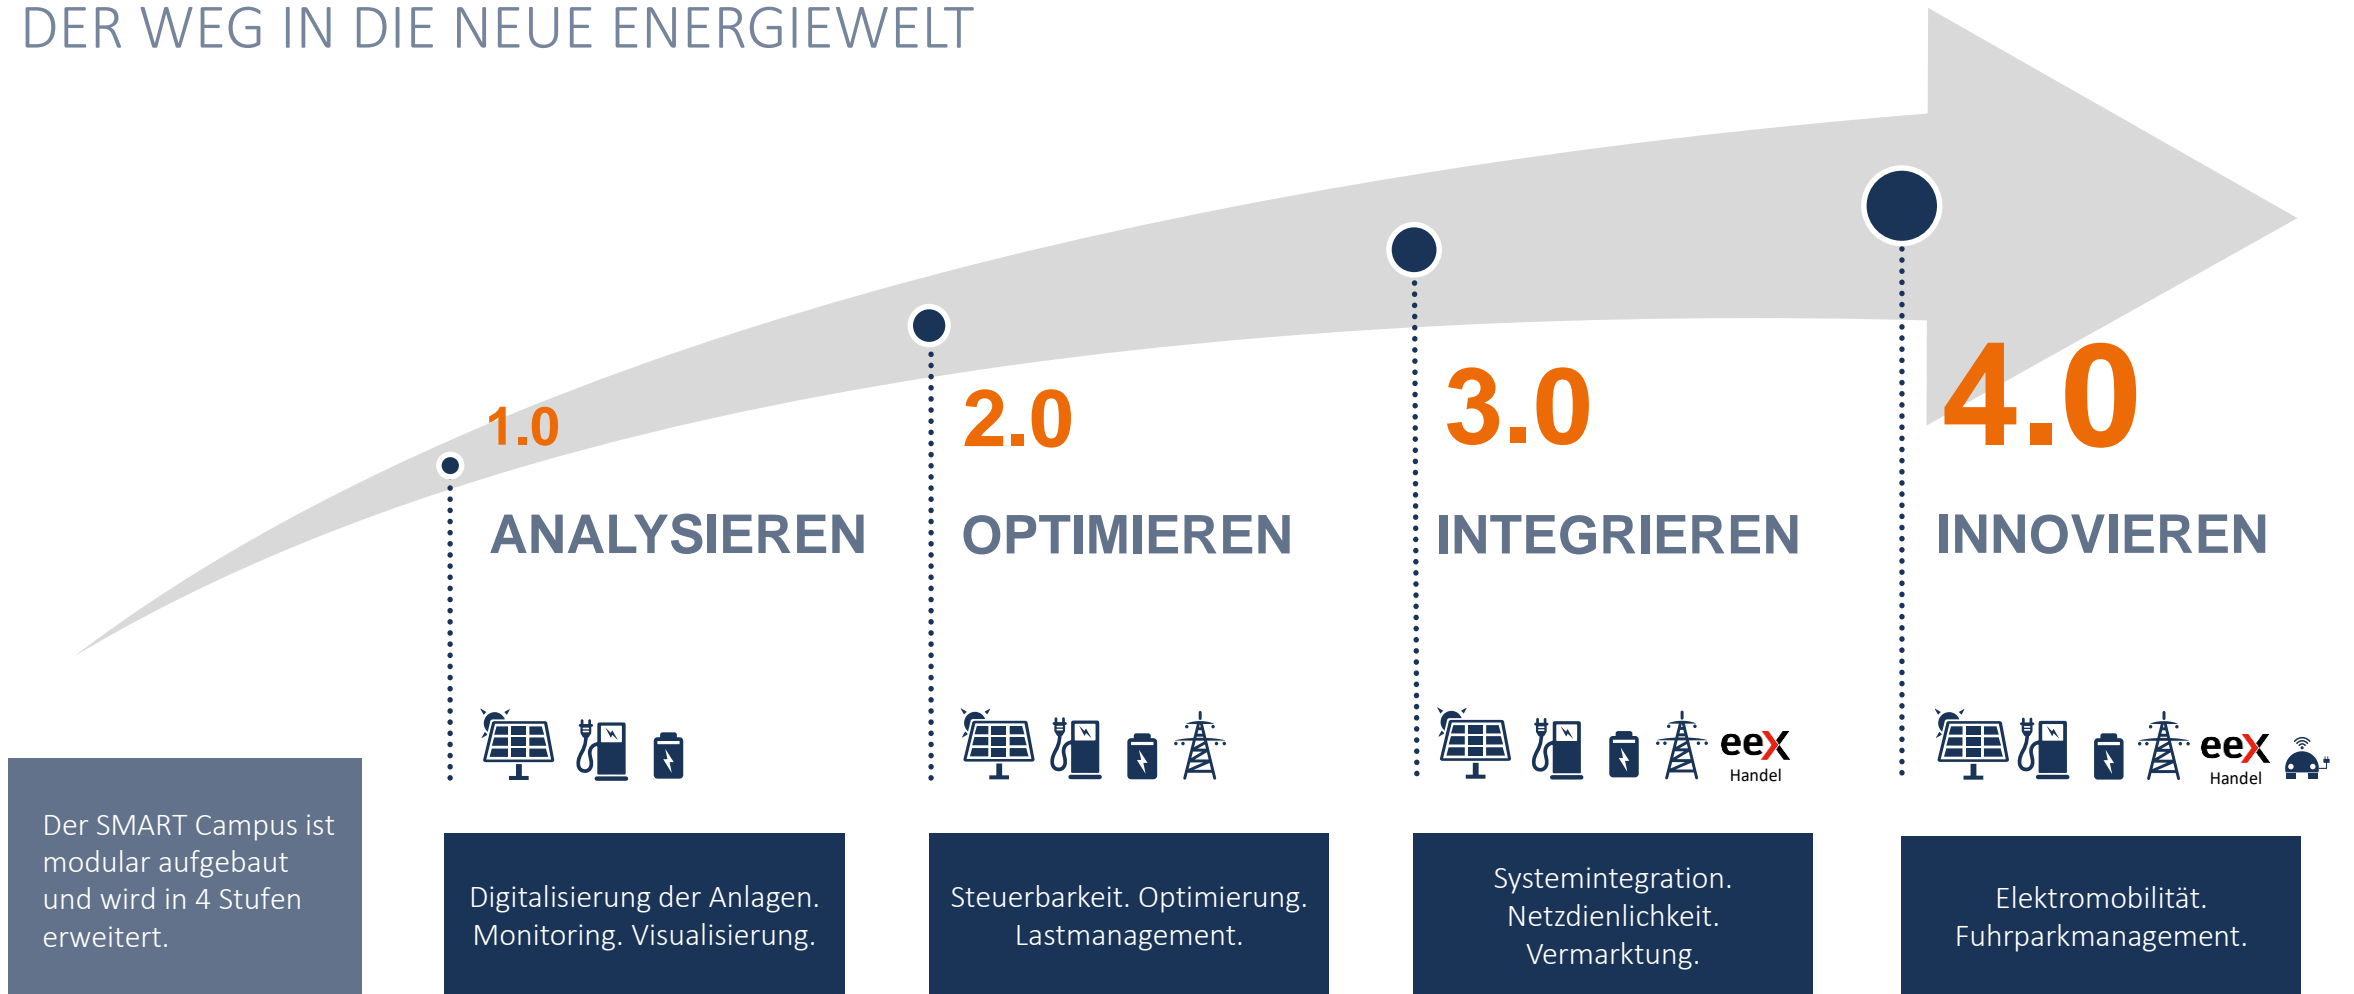 DER WEG IN DIE NEUE ENERGIEWELT
1.0
ANALYSIEREN
2.0
OPTIMIEREN
3.0
INTEGRIEREN
4.0
INNOVIEREN
eex
Handel
eex
Handel
Der SMART Campus ist
modular aufgebaut
und wird in 4 Stufen
erweitert.
Digitalisierung der Anlagen.
Monitoring. Visualisierung.
Steuerbarkeit. Optimierung.
Lastmanagement.
Systemintegration.
Netzdienlichkeit.
Vermarktung.
Elektromobilität.
Fuhrparkmanagement.